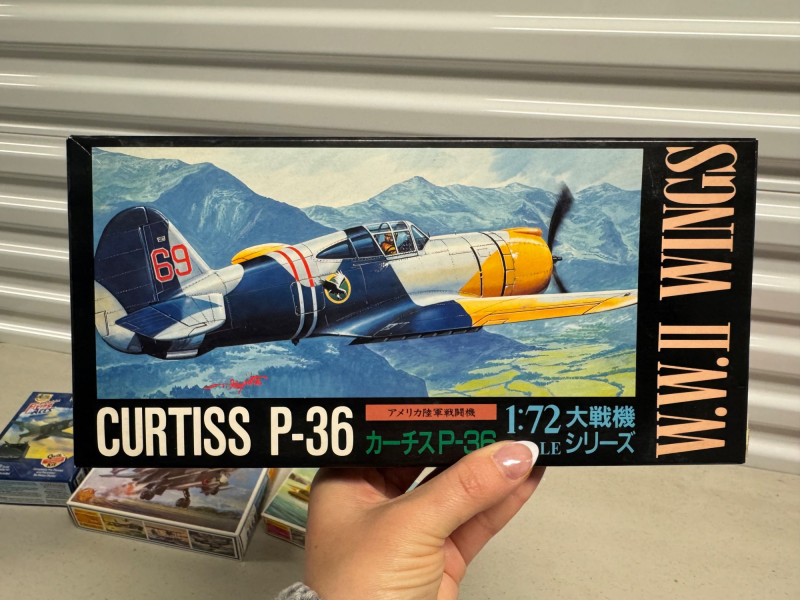 W.W.II WINGS
69
CURTISS P-36
アメリカ陸軍戦闘機
カーチスP-36
1:72 大戦機
シリーズ